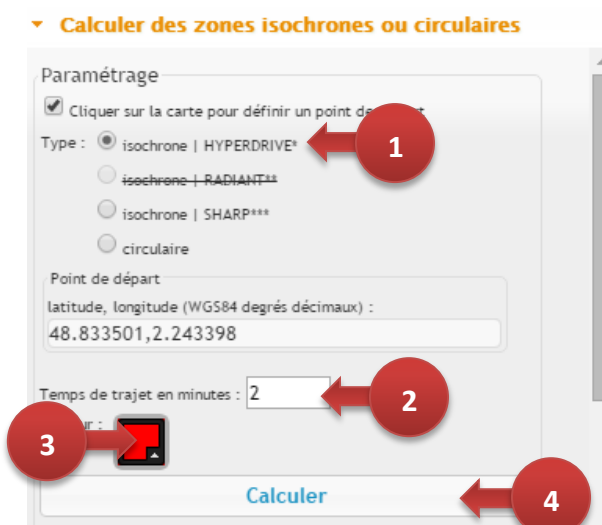 Calculer des zones isochrones ou circulaires
Paramétrage
Cliquer sur la carte pour définir un point de
Type : isochrone | HYPERDRIVE*
1
isochrone | RADIANT**
isochrone | SHARP***
circulaire
Point de départ
latitude, longitude (WGS84 degrés décimaux) :
48.833501,2.243398
Temps de trajet en minutes : 2
2
3
Calculer
4